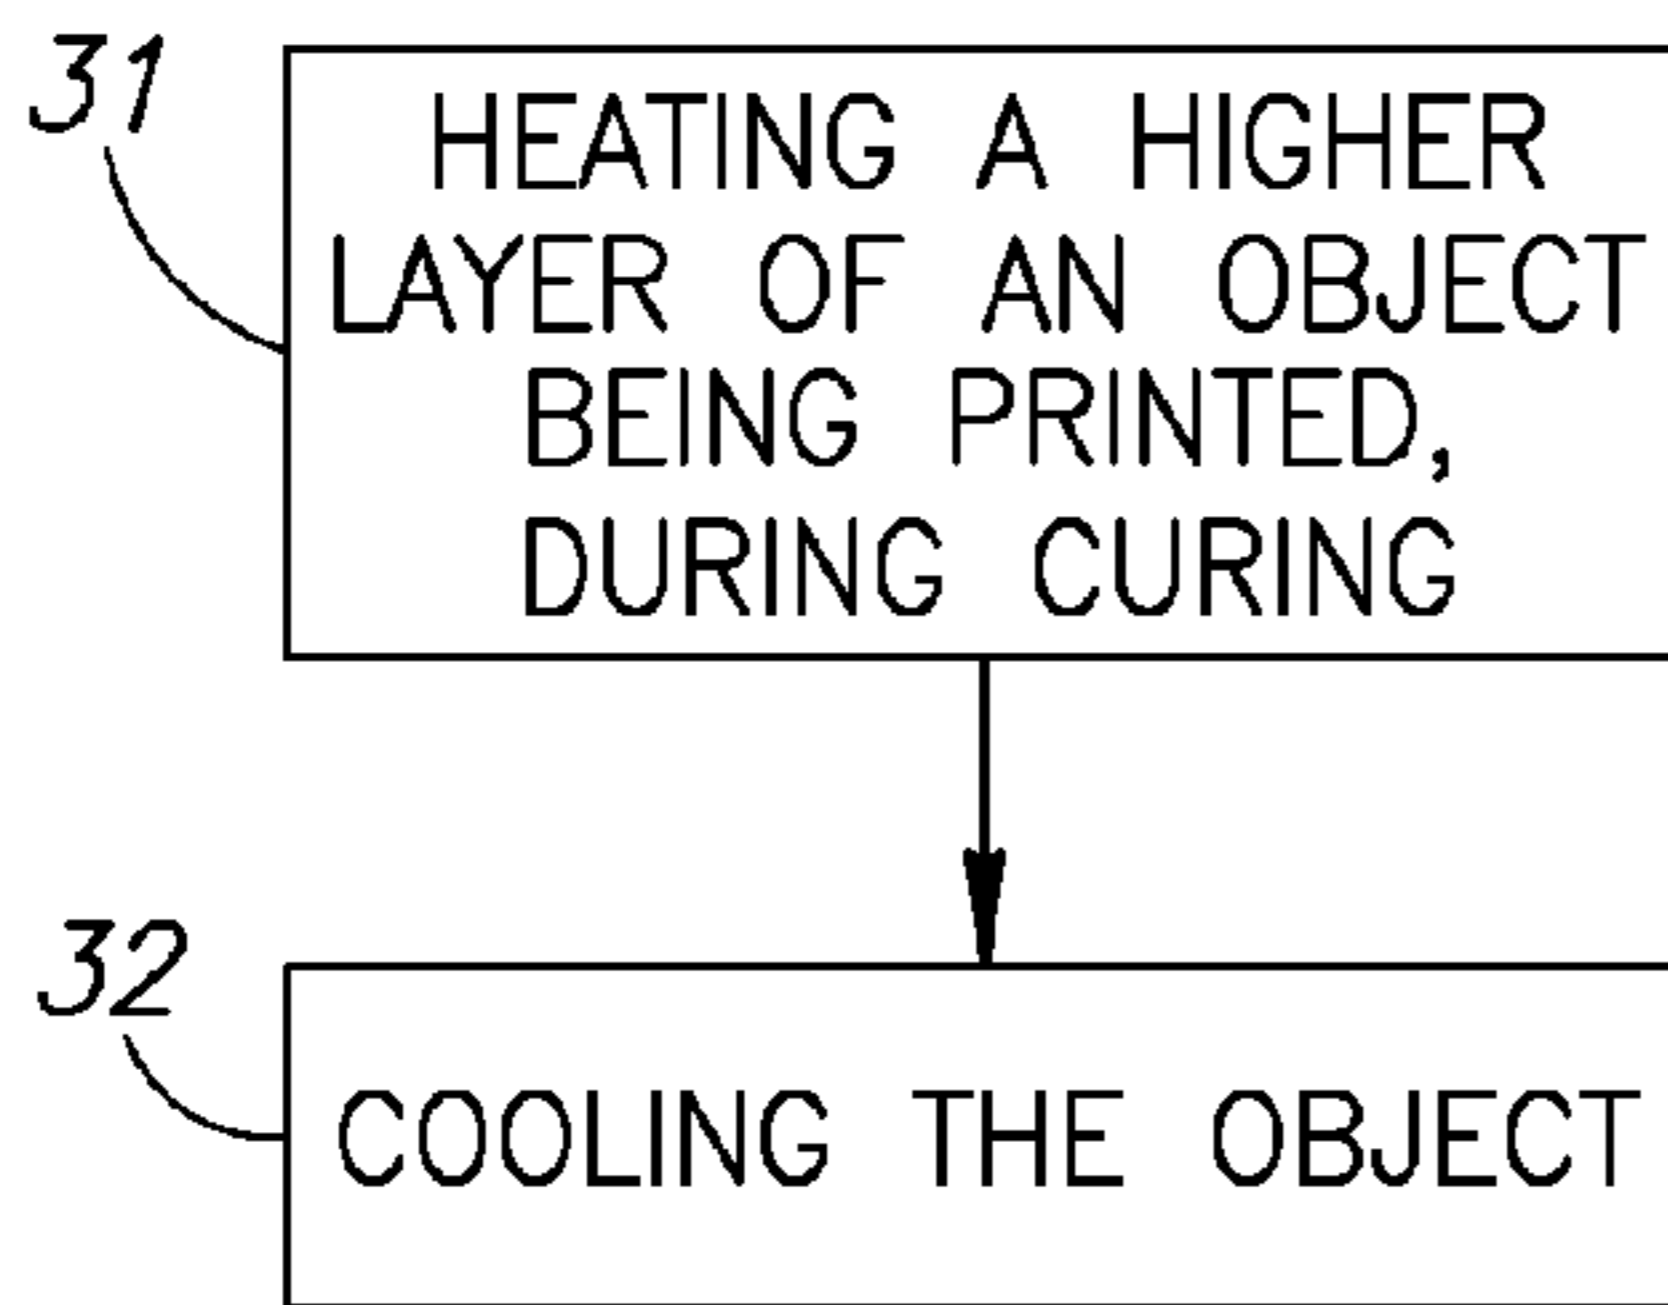 31
HEATING A HIGHER
LAYER OF AN OBJECT
BEING PRINTED,
DURING CURING
32
COOLING THE OBJECT